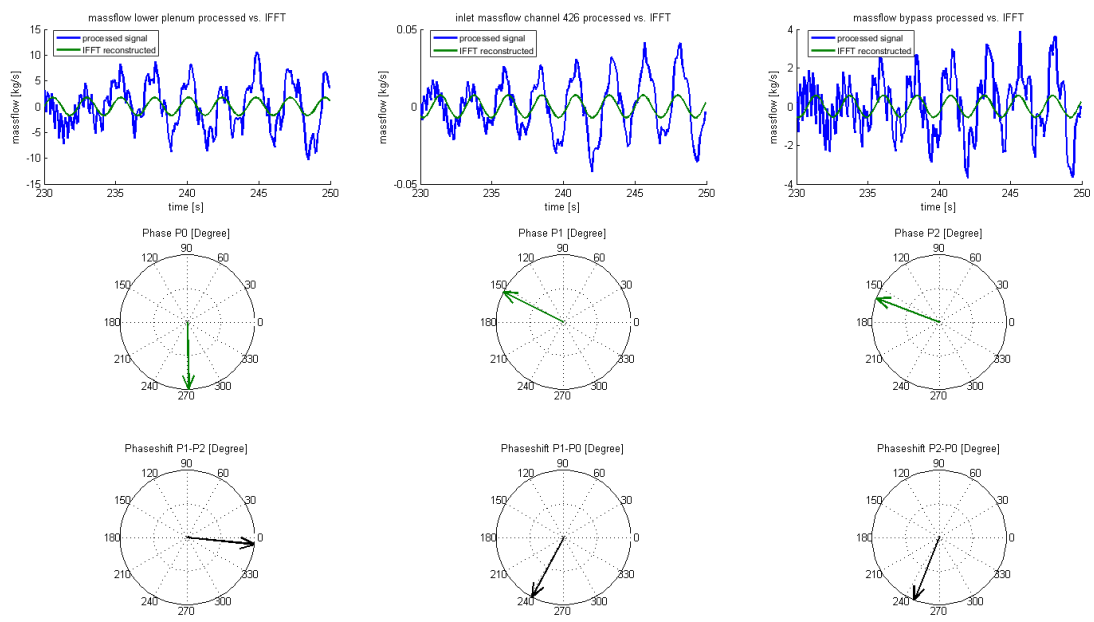 massflow lower plenum processed vs. IFFT
15
10
5
0
-5
-10
-15
massflow [kg/s]
processed signal
IFFT reconstructed
230 235 240 245 250
time [s]
inlet massflow channel 426 processed vs. IFFT
0.05
0
-0.05
massflow [kg/s]
processed signal
IFFT reconstructed
230 235 240 245 250
time [s]
massflow bypass processed vs. IFFT
4
2
0
-2
-4
massflow [kg/s]
processed signal
IFFT reconstructed
230 235 240 245 250
time [s]
Phase P0 [Degree]
90
120 60
150 30
180 0
210 330
240 300
270
Phase P1 [Degree]
90
120 60
150 30
180 0
210 330
240 300
270
Phase P2 [Degree]
90
120 60
150 30
180 0
210 330
240 300
270
Phaseshift P1-P2 [Degree]
90
120 60
150 30
180 0
210 330
240 300
270
Phaseshift P1-P0 [Degree]
90
120 60
150 30
180 0
210 330
240 300
270
Phaseshift P2-P0 [Degree]
90
120 60
150 30
180 0
210 330
240 300
270